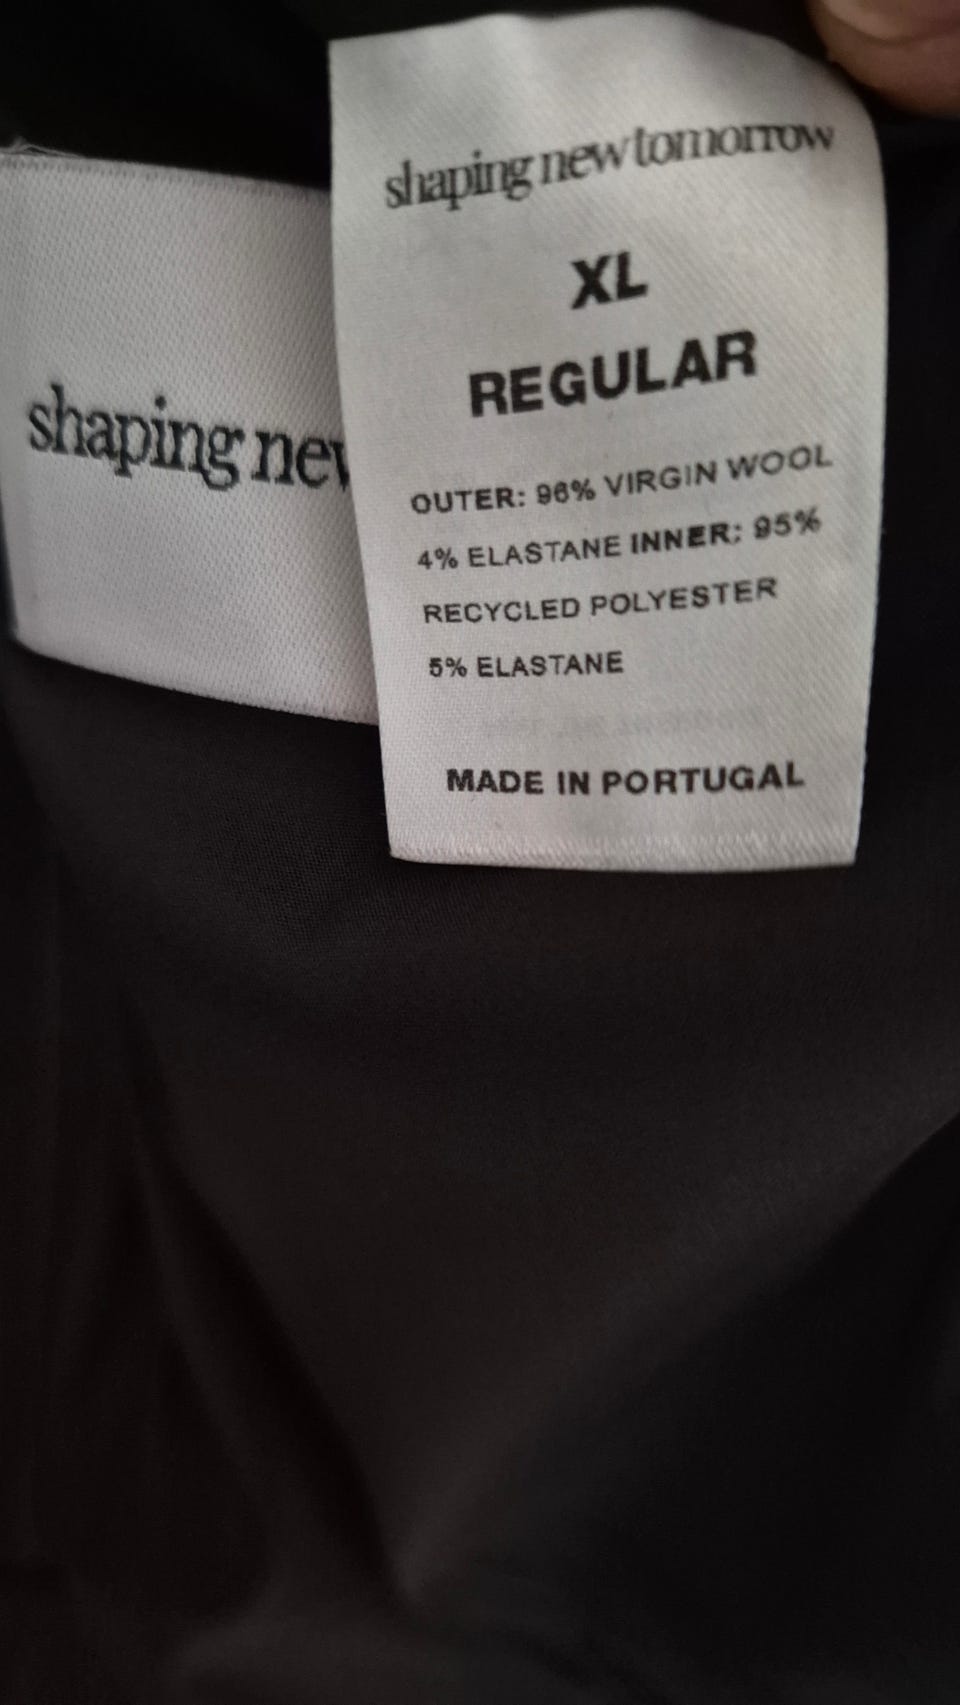 shaping new tomorrow
XL
REGULAR
OUTER: 96% VIRGIN WOOL
4% ELASTANE INNER: 95%
RECYCLED POLYESTER
5% ELASTANE
MADE IN PORTUGAL
shaping new